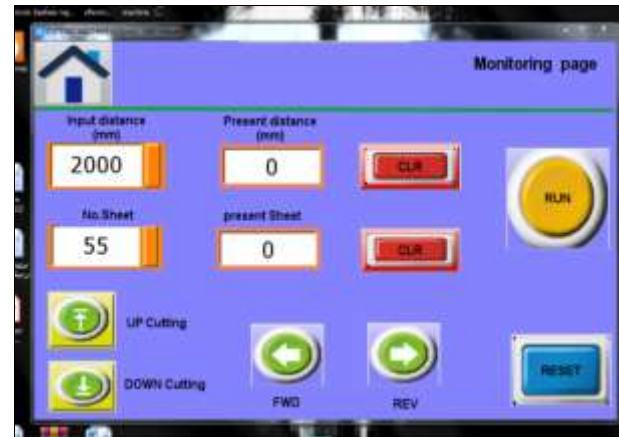 Monitoring page
Input distance
(mm)
Present distance
(mm)
2000
0
CLR
RUN
No.Sheet
present Sheet
55
0
CLR
UP Cutting
DOWN Cutting
FWD
REV
RESET